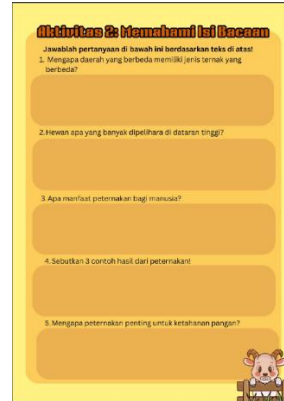 Aktivitas 2: Memahami Isi Bacaan
Jawablah pertanyaan di bawah ini berdasarkan teks di atas!
1. Mengapa daerah yang berbeda memiliki jenis ternak yang
berbeda?
2.Hewan apa yang banyak dipelihara di dataran tinggi?
3.Apa manfaat peternakan bagi manusia?
4.Sebutkan 3 contoh hasil dari peternakan!
5.Mengapa peternakan penting untuk ketahanan pangan?